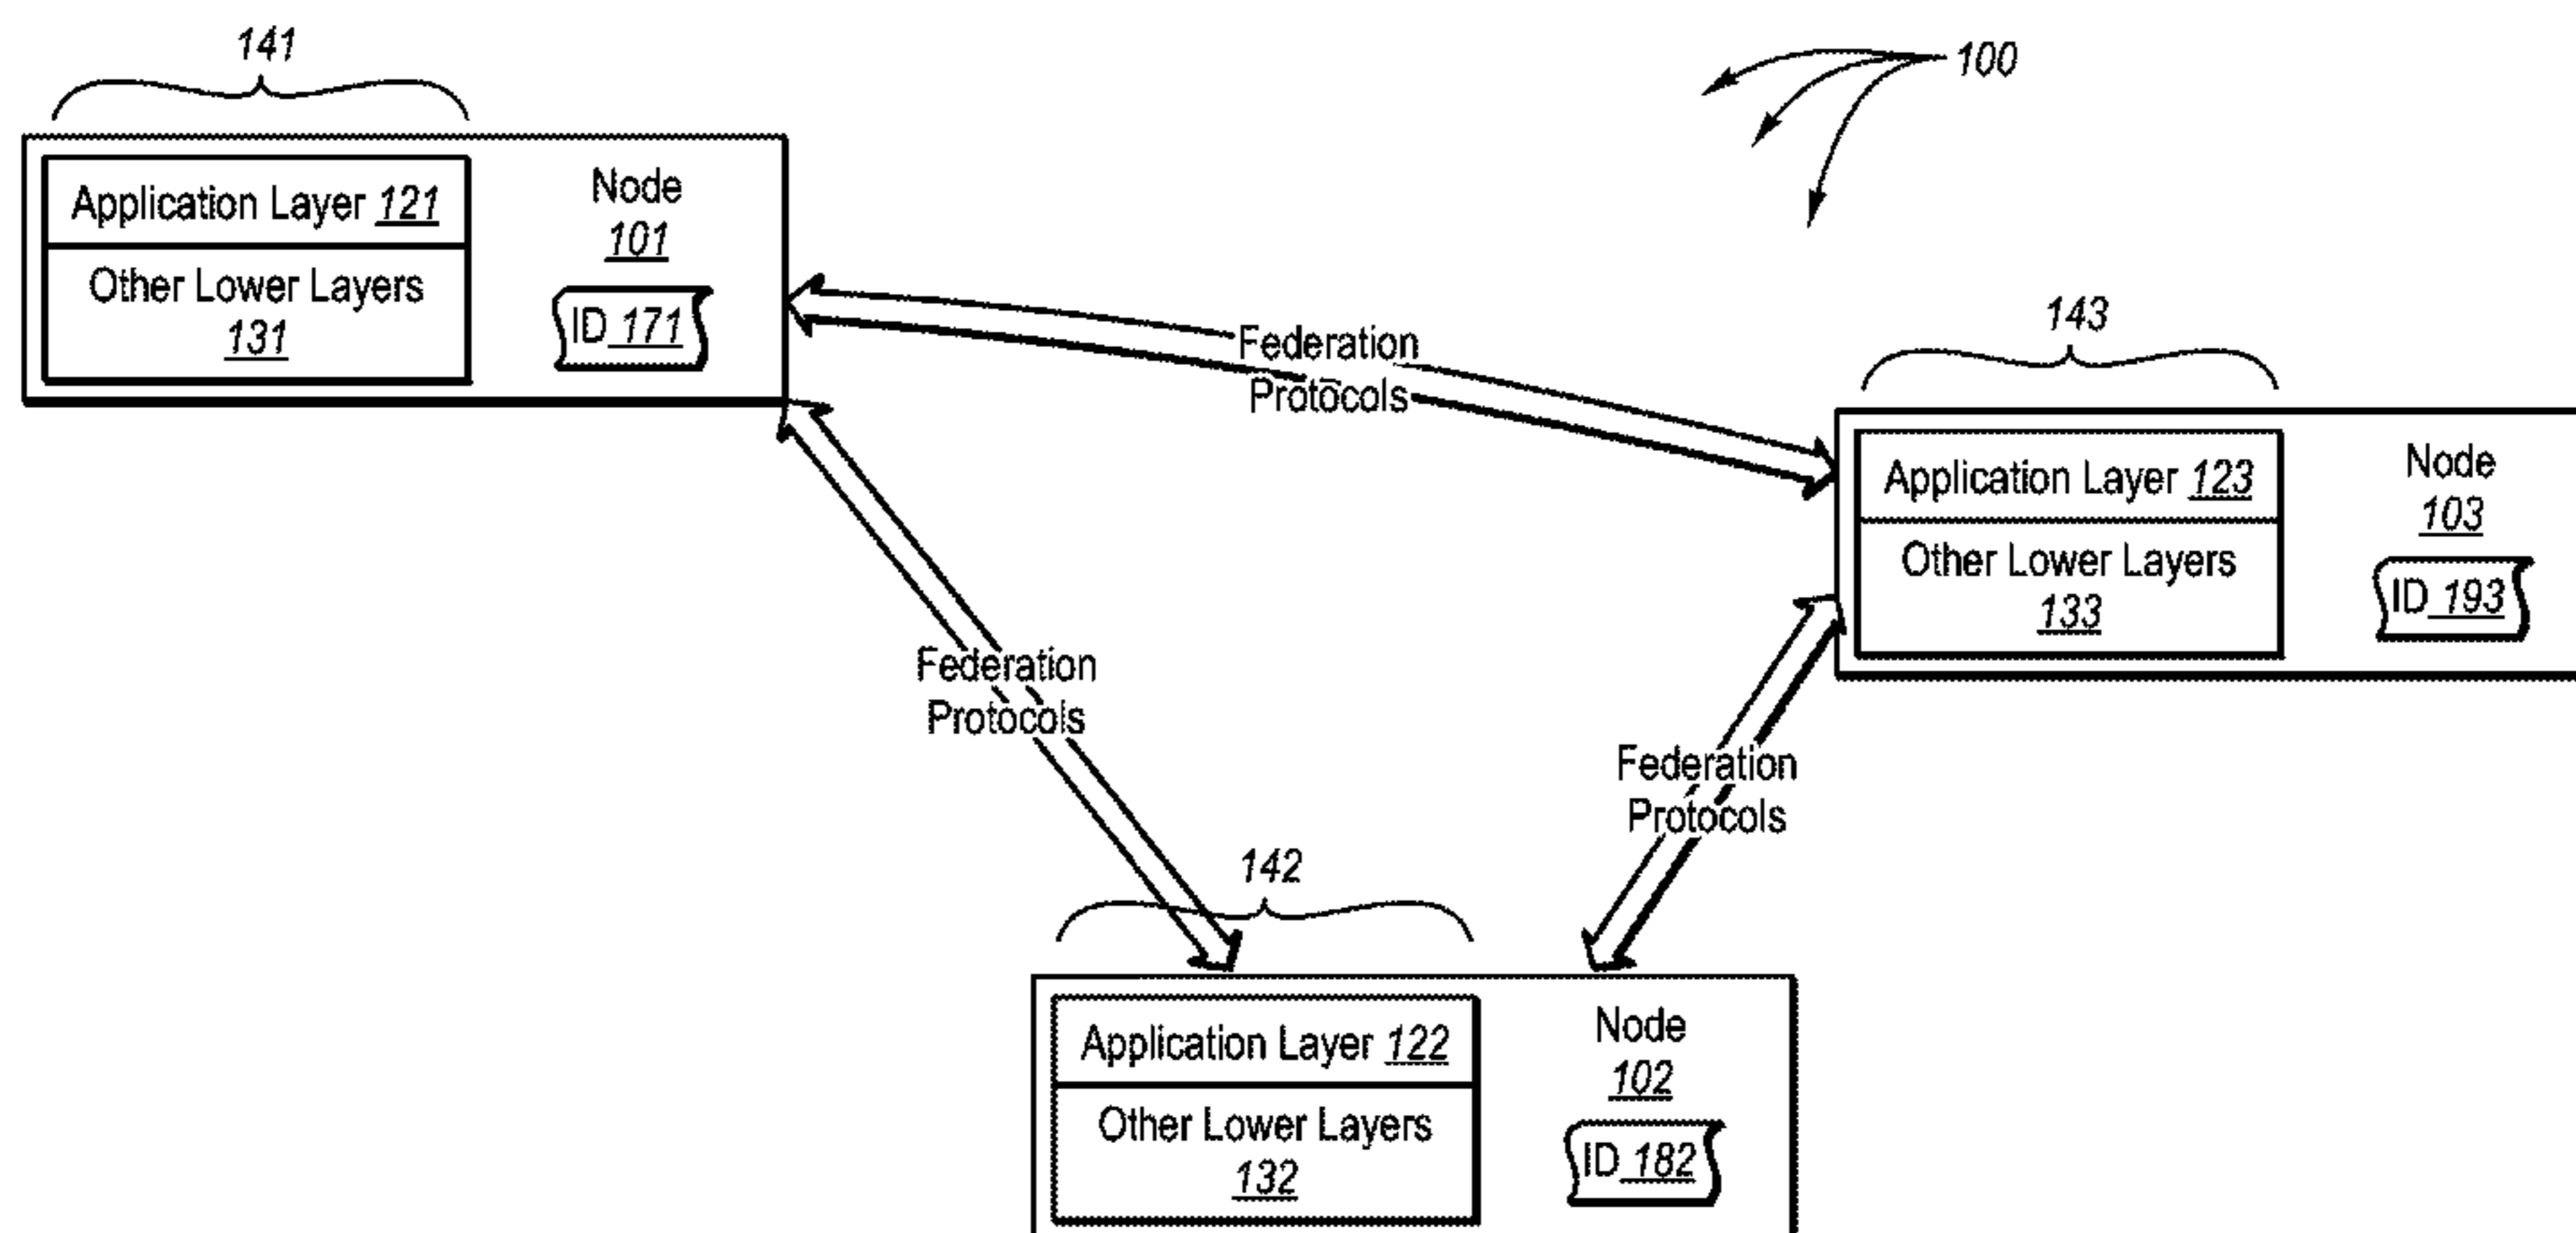 141
100
Application Layer 121
Node
101
Other Lower Layers
131
ID 171
Federation
Protocols
143
Application Layer 123
Node
103
Other Lower Layers
133
ID 193
Federation
Protocols
Federation
Protocols
142
Application Layer 122
Node
102
Other Lower Layers
132
ID 182